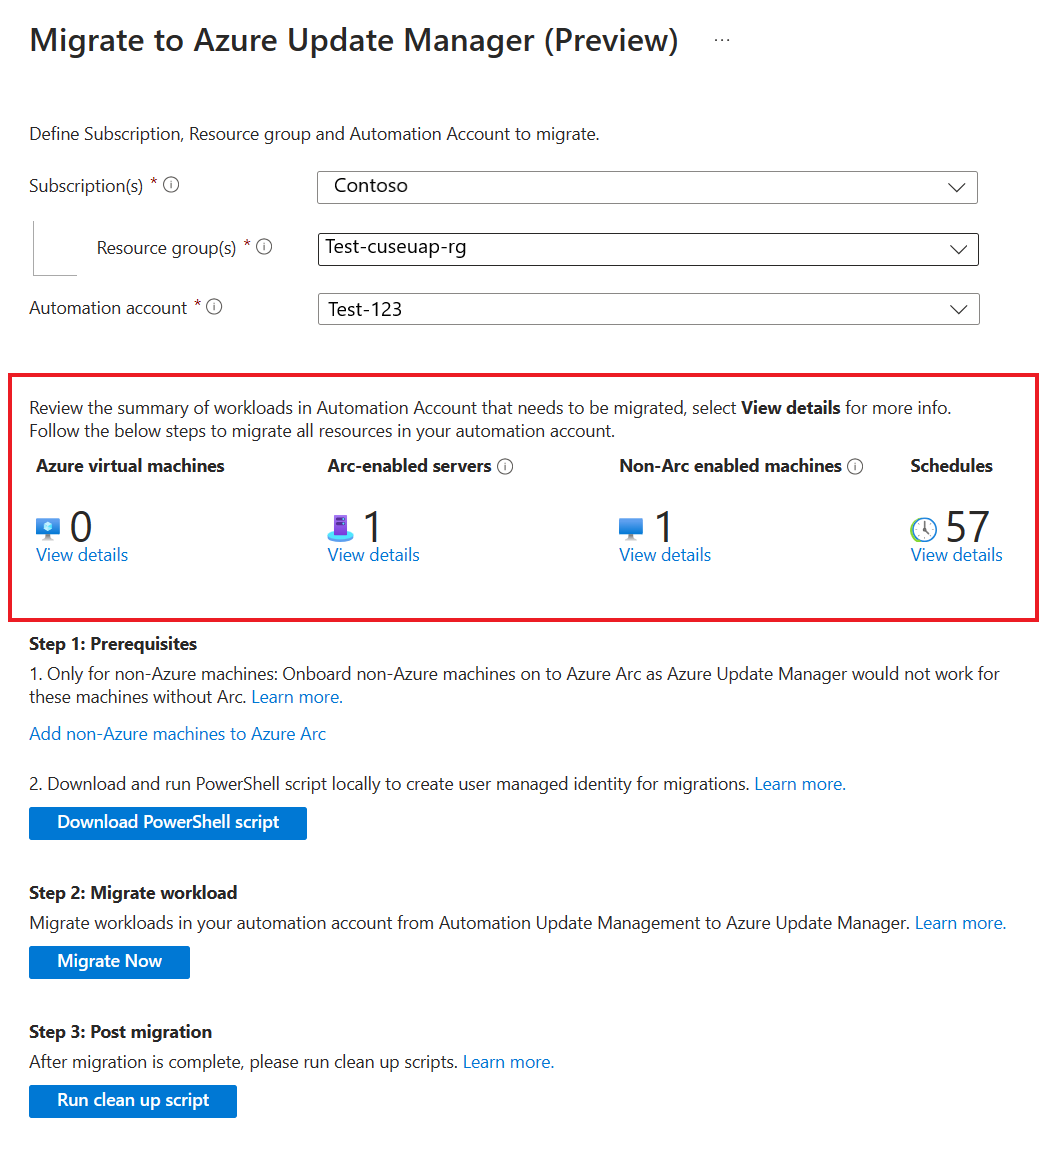 Migrate to Azure Update Manager (Preview) ...
Define Subscription, Resource group and Automation Account to migrate.
Subscription(s) *
Contoso
Resource group(s) *
Test-cuseuap-rg
Automation account *
Test-123
Review the summary of workloads in Automation Account that needs to be migrated, select View details for more info.
Follow the below steps to migrate all resources in your automation account.
Azure virtual machines
Arc-enabled servers
Non-Arc enabled machines
Schedules
0
1
1
57
View details
View details
View details
View details
Step 1: Prerequisites
1. Only for non-Azure machines: Onboard non-Azure machines on to Azure Arc as Azure Update Manager would not work for
these machines without Arc. Learn more.
Add non-Azure machines to Azure Arc
2. Download and run PowerShell script locally to create user managed identity for migrations. Learn more.
Download PowerShell script
Step 2: Migrate workload
Migrate workloads in your automation account from Automation Update Management to Azure Update Manager. Learn more.
Migrate Now
Step 3: Post migration
After migration is complete, please run clean up scripts. Learn more.
Run clean up script